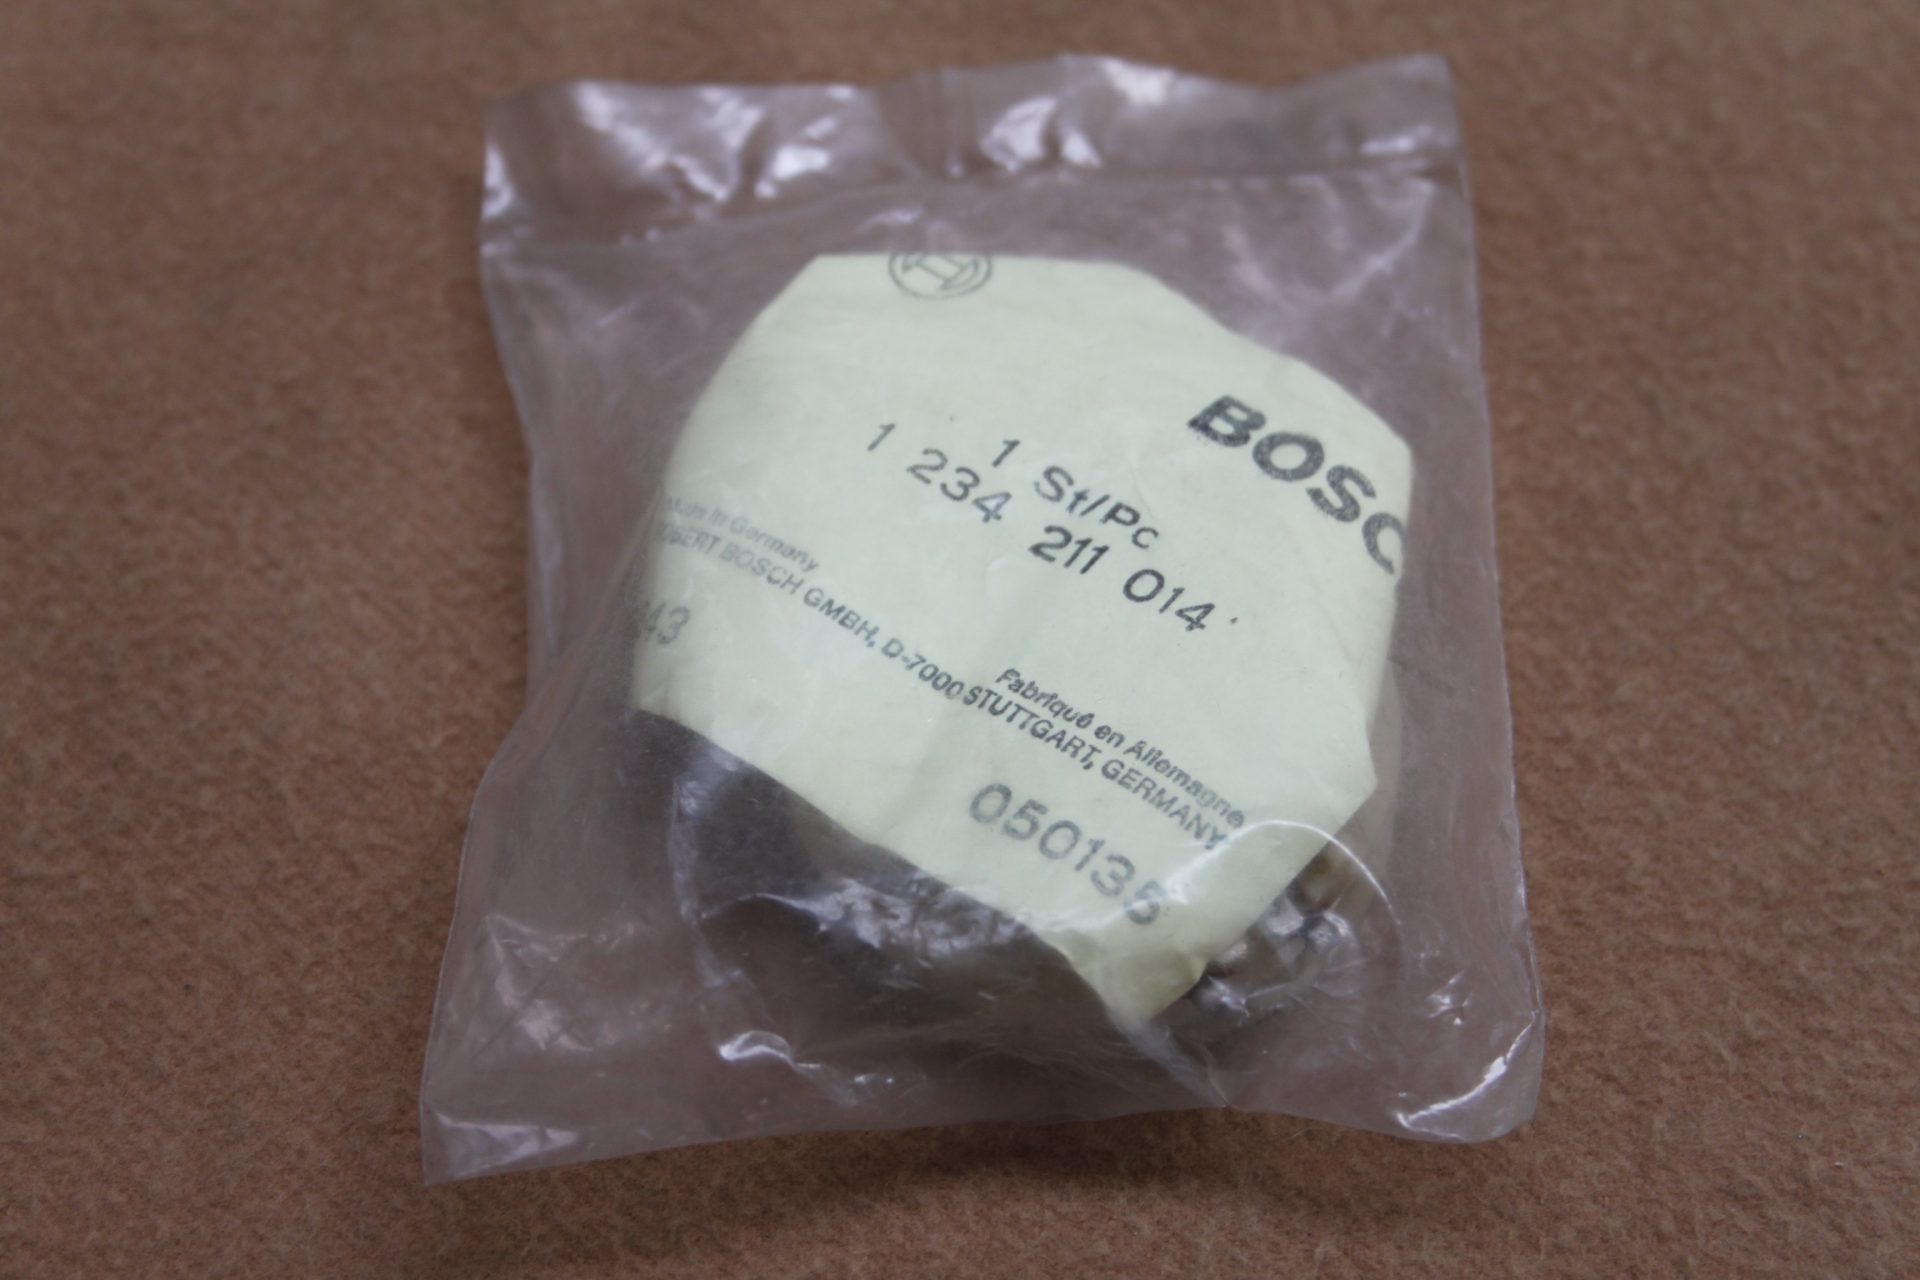 BOSC
1 St/Pc
1 234 211 014
Made in Germany
Fabriqué en Allemagne
ROBERT BOSCH GMBH, D-7000 STUTTGART, GERMANY
43
050135